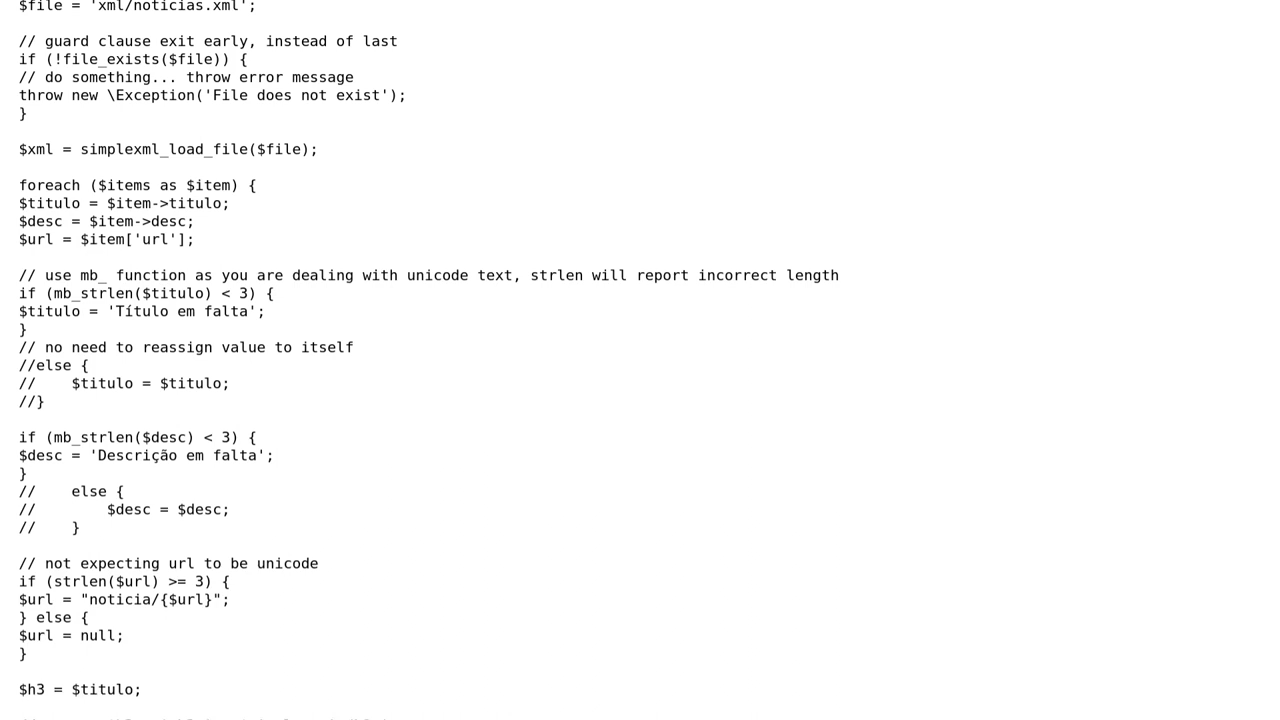 $file = 'xml/noticias.xml';
// guard clause exit early, instead of last
if (!file_exists($file)) {
// do something... throw error message
throw new \Exception('File does not exist');
}
$xml = simplexml_load_file($file);
foreach ($items as $item) {
$titulo = $item->titulo;
$desc = $item->desc;
$url = $item['url'];
// use mb_ function as you are dealing with unicode text, strlen will report incorrect length
if (mb_strlen($titulo) < 3) {
$titulo = 'Título em falta';
}
// no need to reassign value to itself
//else {
//    $titulo = $titulo;
//}
if (mb_strlen($desc) < 3) {
$desc = 'Descrição em falta';
}
//    else {
//        $desc = $desc;
//    }
// not expecting url to be unicode
if (strlen($url) >= 3) {
$url = "noticia/{$url}";
} else {
$url = null;
}
$h3 = $titulo;